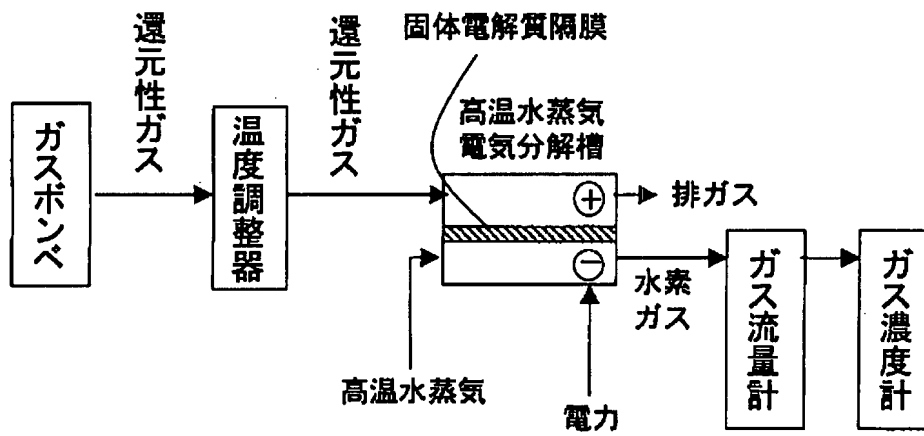 還元性ガス
還元性ガス
固体電解質隔膜
ガスボンベ
温度調整器
高温水蒸気
電気分解槽
+
排ガス
−
水素
ガス
ガス流量計
ガス濃度計
高温水蒸気
電力